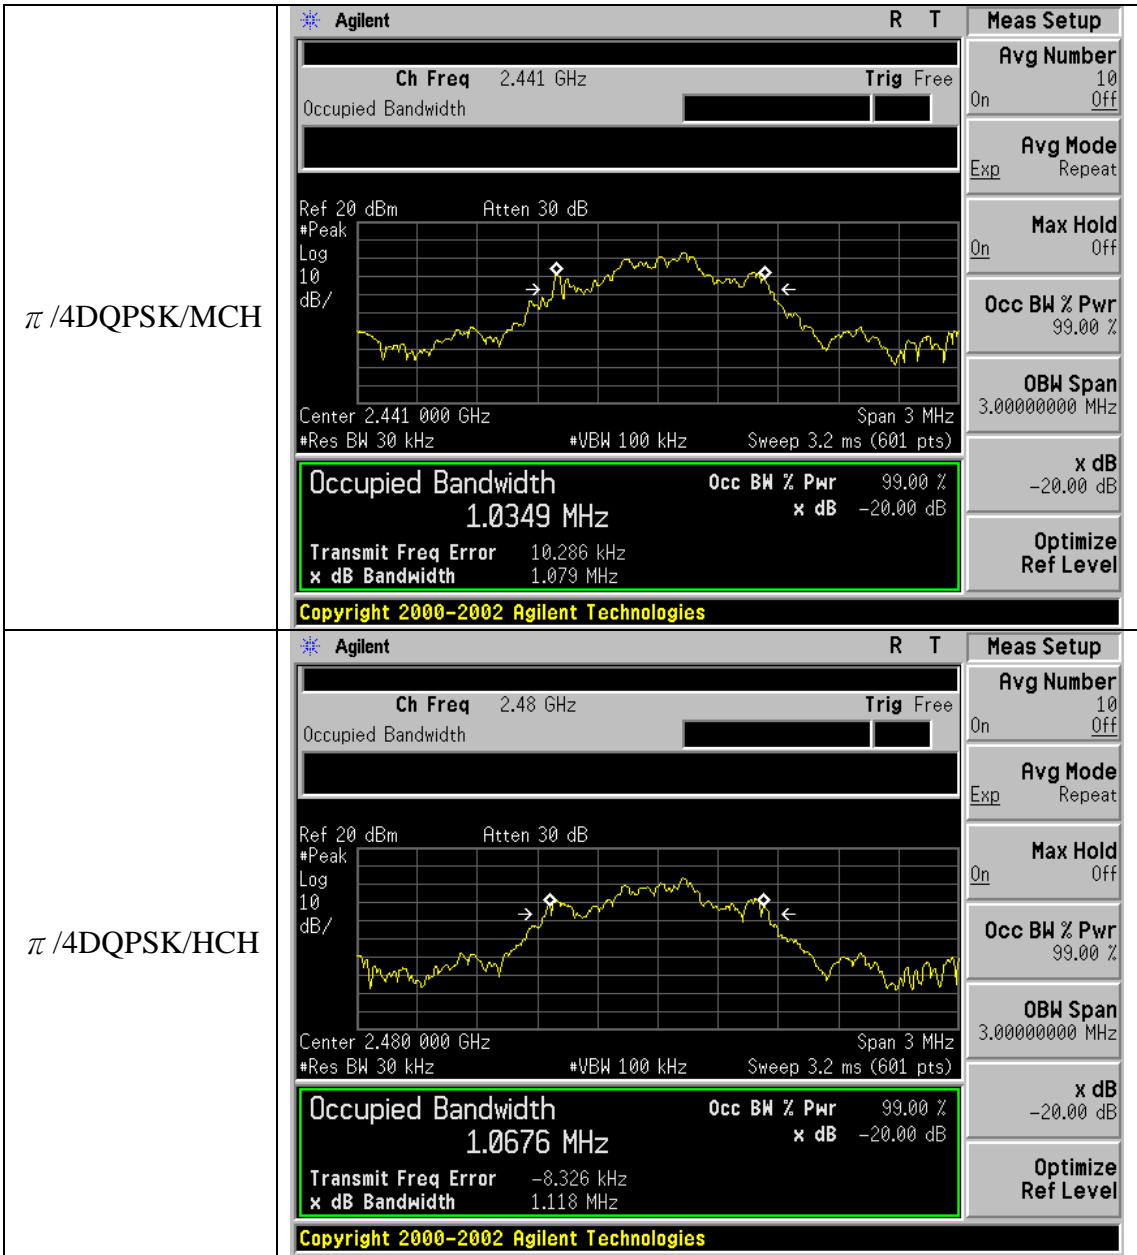 π/4DQPSK/MCH
Agilent R T
Ch Freq 2.441 GHz Trig Free
Occupied Bandwidth
Ref 20 dBm Atten 30 dB
#Peak
Log
10
dB/
Center 2.441 000 GHz Span 3 MHz
#Res BW 30 kHz #VBW 100 kHz Sweep 3.2 ms (601 pts)
Occupied Bandwidth Occ BW % Pwr 99.00 %
1.0349 MHz x dB -20.00 dB
Transmit Freq Error 10.286 kHz
x dB Bandwidth 1.079 MHz
Copyright 2000-2002 Agilent Technologies
Meas Setup
Avg Number
10
On Off
Avg Mode
Exp Repeat
Max Hold
On Off
Occ BW % Pwr
99.00 %
OBW Span
3.00000000 MHz
x dB
-20.00 dB
Optimize
Ref Level
π/4DQPSK/HCH
Agilent R T
Ch Freq 2.48 GHz Trig Free
Occupied Bandwidth
Ref 20 dBm Atten 30 dB
#Peak
Log
10
dB/
Center 2.480 000 GHz Span 3 MHz
#Res BW 30 kHz #VBW 100 kHz Sweep 3.2 ms (601 pts)
Occupied Bandwidth Occ BW % Pwr 99.00 %
1.0676 MHz x dB -20.00 dB
Transmit Freq Error -8.326 kHz
x dB Bandwidth 1.118 MHz
Copyright 2000-2002 Agilent Technologies
Meas Setup
Avg Number
10
On Off
Avg Mode
Exp Repeat
Max Hold
On Off
Occ BW % Pwr
99.00 %
OBW Span
3.00000000 MHz
x dB
-20.00 dB
Optimize
Ref Level